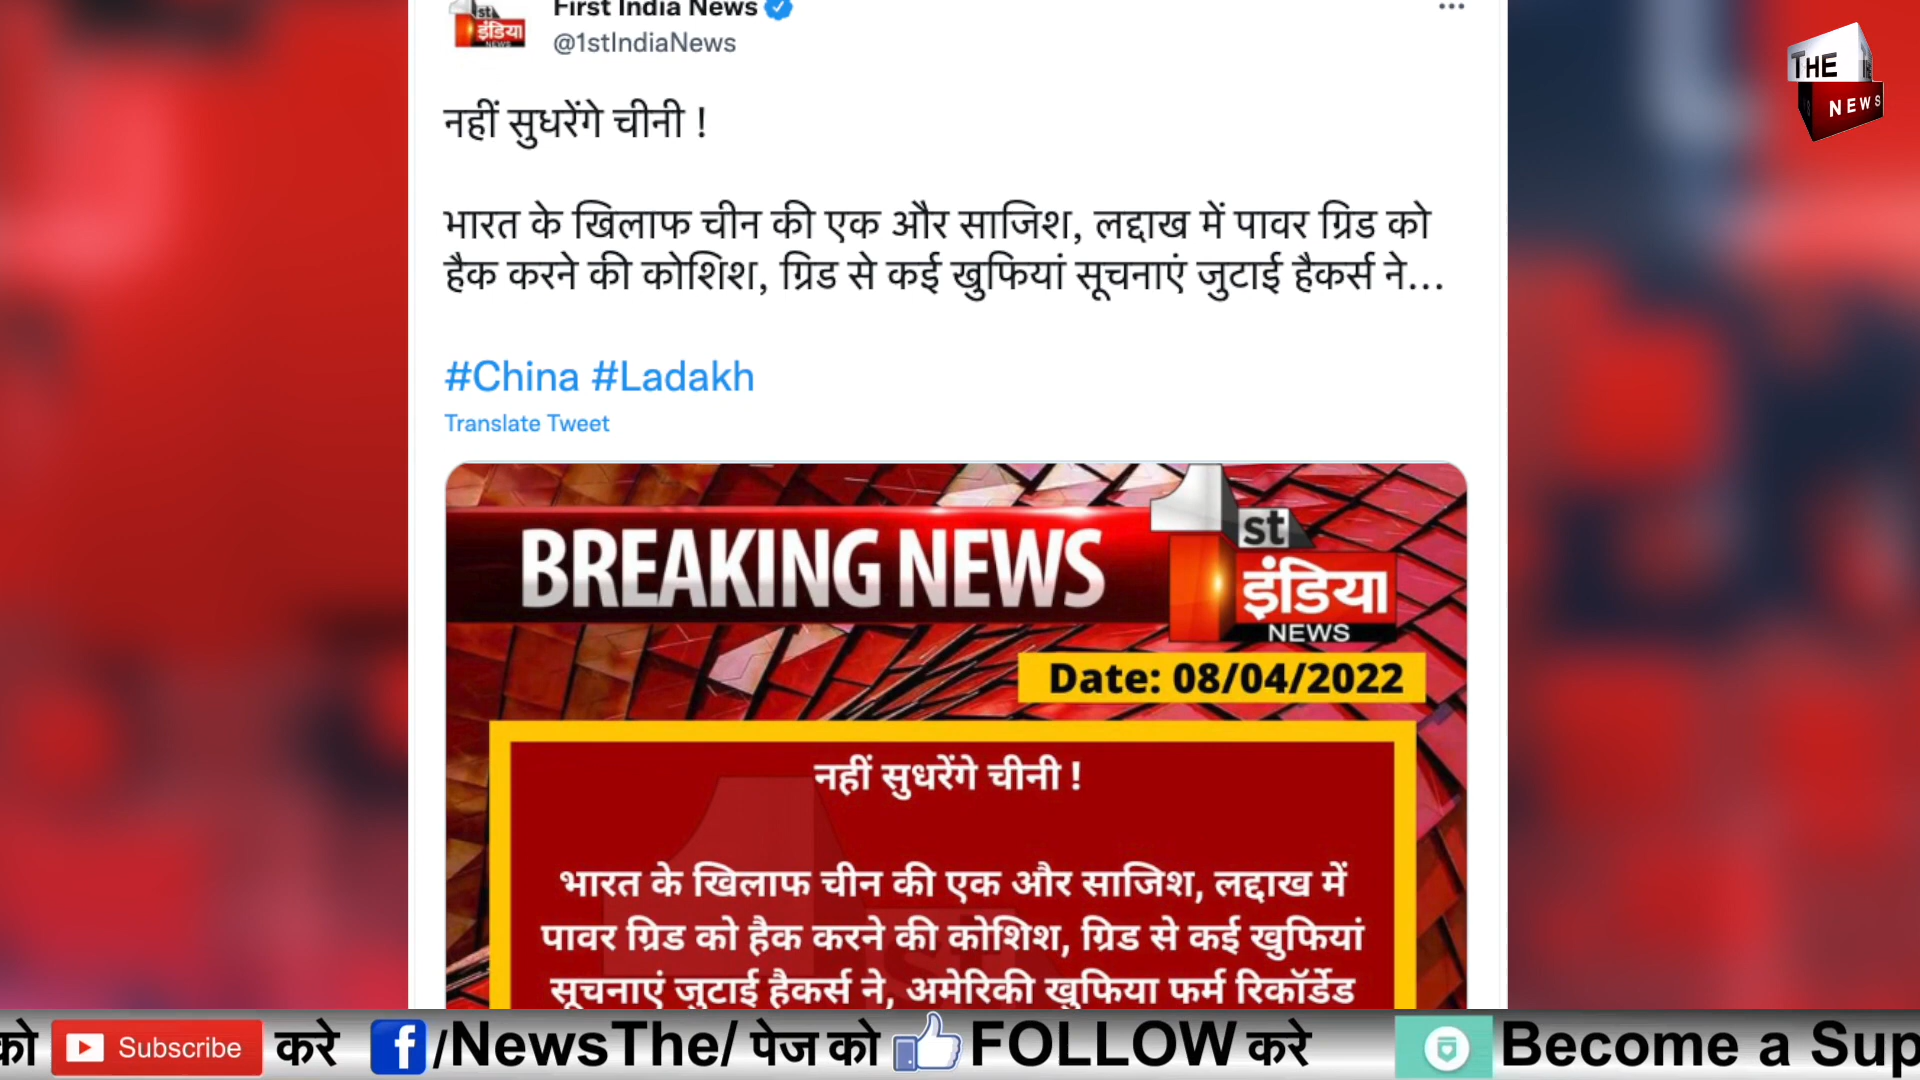 First India News
@1stIndiaNews
नहीं सुधरेंगे चीनी !
भारत के खिलाफ चीन की एक और साजिश, लद्दाख में पावर ग्रिड को
हैक करने की कोशिश, ग्रिड से कई खुफियां सूचनाएं जुटाई हैकर्स ने...
#China #Ladakh
Translate Tweet
BREAKING NEWS
1st
इंडिया
NEWS
Date: 08/04/2022
नहीं सुधरेंगे चीनी !
भारत के खिलाफ चीन की एक और साजिश, लद्दाख में
पावर ग्रिड को हैक करने की कोशिश, ग्रिड से कई खुफियां
सूचनाएं जुटाई हैकर्स ने, अमेरिकी खुफिया फर्म रिकॉर्डेड
THE
NEWS
को Subscribe करे f/NewsThe/ पेज को FOLLOW करे Become a Sup